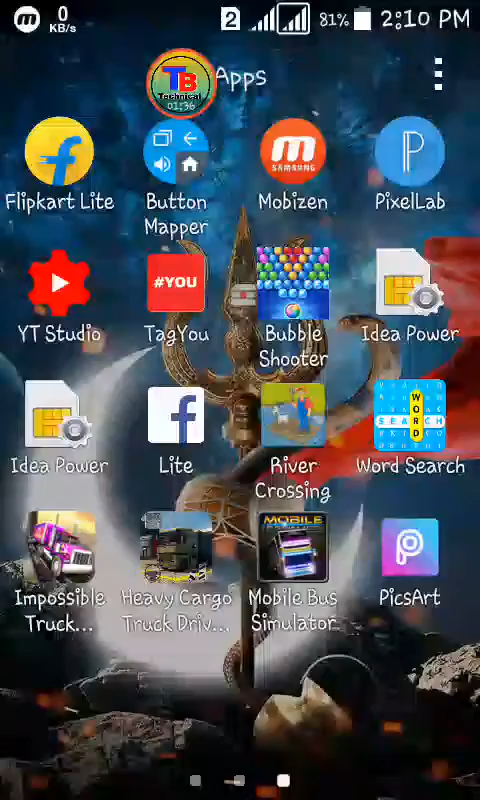 m 0 KB/s 2 81% 2:10 PM
TB Apps
Technical
01:36
m
SAMSUNG
P
Flipkart Lite
Button Mapper
Mobizen
PixelLab
#YOU
YT Studio
TagYou
Bubble Shooter
Idea Power
WORD
SEARCH
Idea Power
Lite
River Crossing
Word Search
MOBILE
Impossible Truck...
Heavy Cargo Truck Driv...
Mobile Bus Simulator
PicsArt